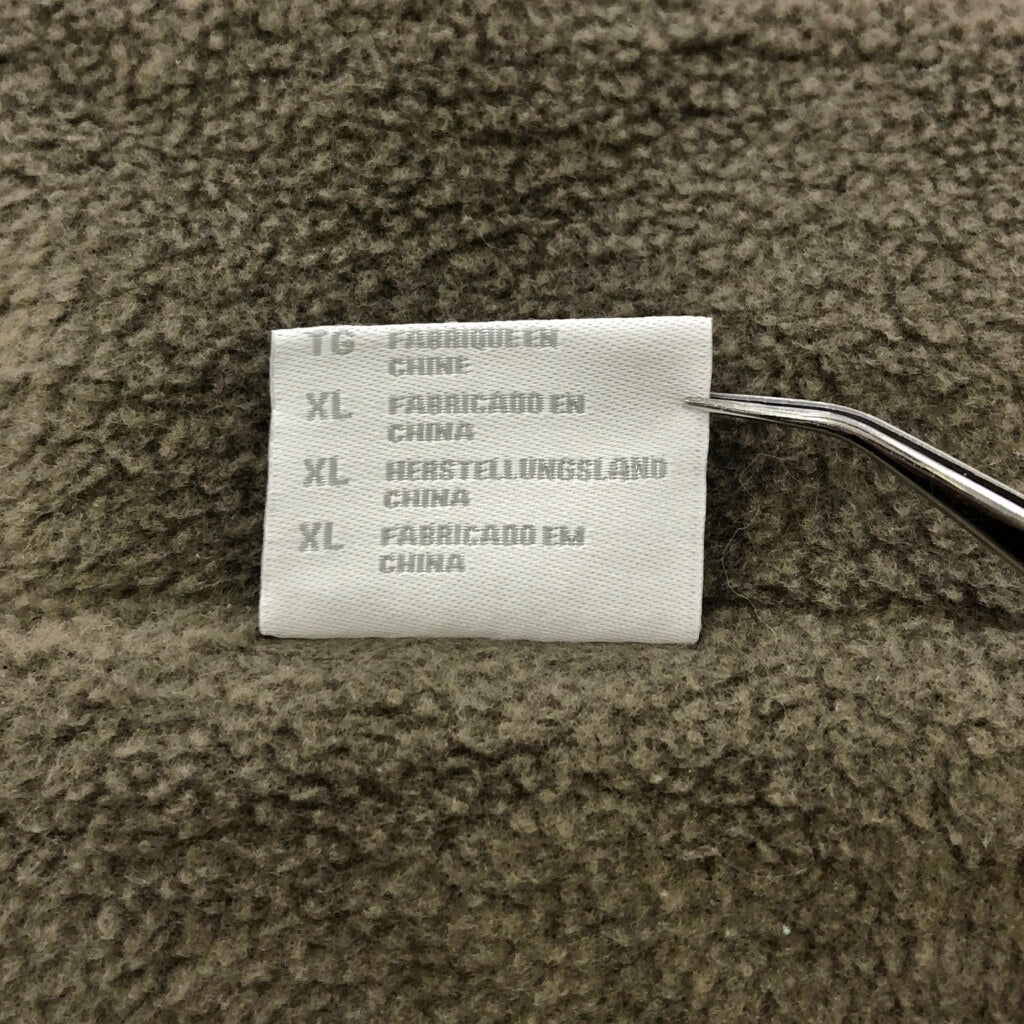 TG FABRIQUE EN
CHINE
XL FABRICADO EN
CHINA
XL HERSTELLUNGSLAND
CHINA
XL FABRICADO EM
CHINA